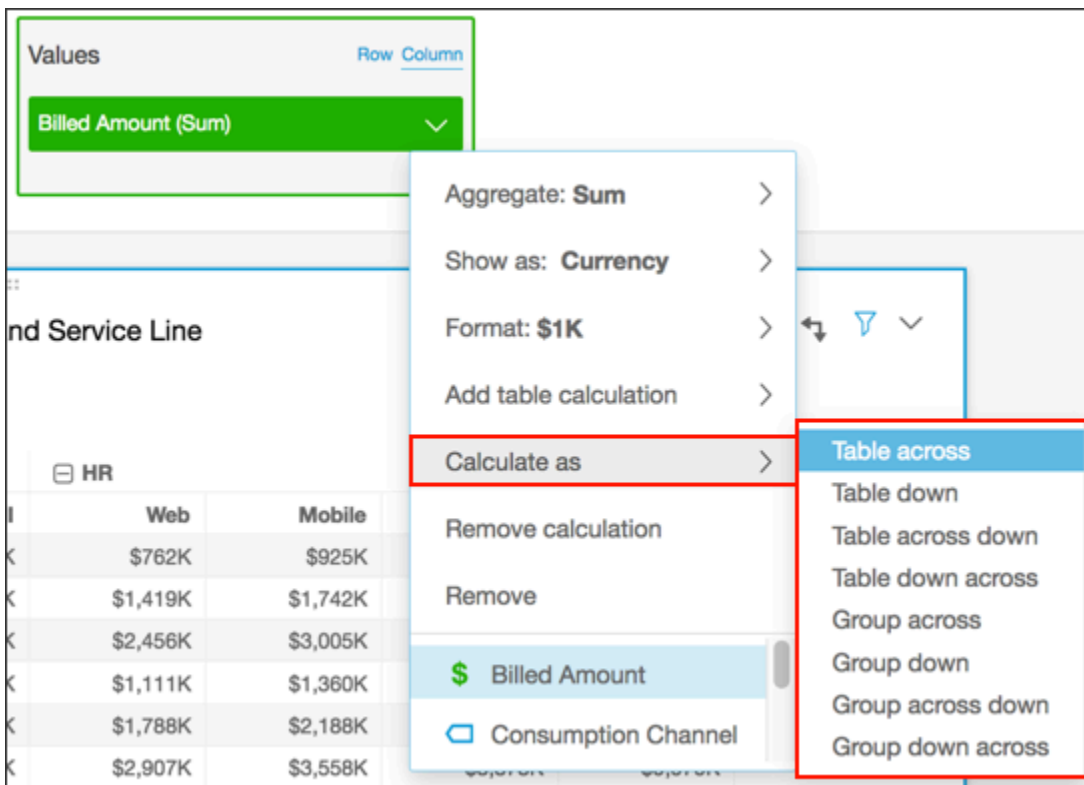 Values Row Column
Billed Amount (Sum)
Aggregate: Sum
Show as: Currency
nd Service Line
Format: $1K
Add table calculation
Calculate as
Table across
HR
Table down
Web Mobile
Remove calculation
Table across down
$762K $925K
Table down across
$1,419K $1,742K
Remove
Group across
$2,456K $3,005K
Group down
$1,111K $1,360K
Billed Amount
Group across down
$1,788K $2,188K
Consumption Channel
Group down across
$2,907K $3,558K